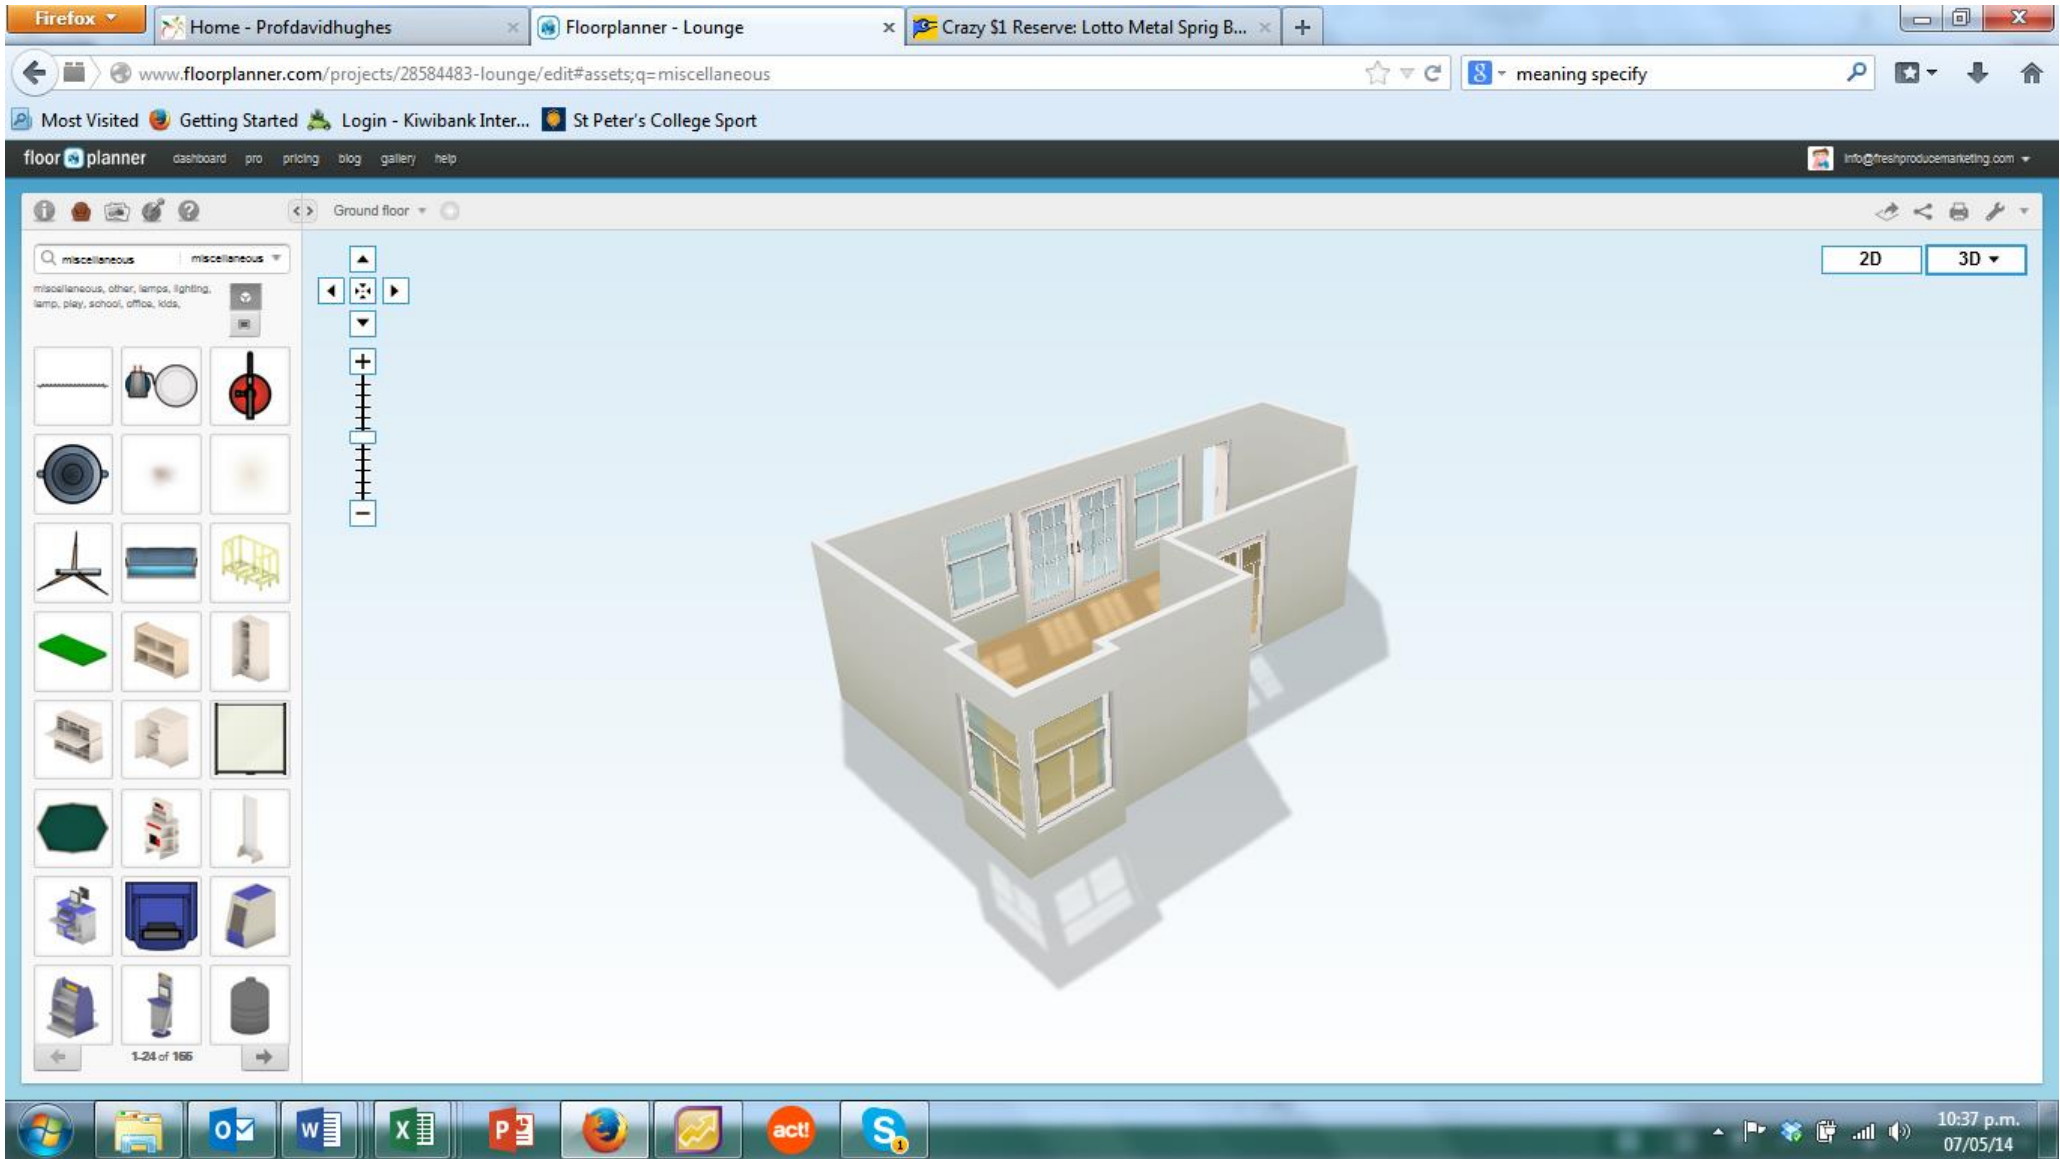 Firefox
Home - Profdavidhughes
Floorplanner - Lounge
Crazy $1 Reserve: Lotto Metal Sprig B...
www.floorplanner.com/projects/28584483-lounge/edit#assets;q=miscellaneous
8
meaning specify
Most Visited
Getting Started
Login - Kiwibank Inter...
St Peter's College Sport
floor planner
dashboard
pro
pricing
blog
gallery
help
info@freshproducemarketing.com
Ground floor
miscellaneous
miscellaneous
miscellaneous, other, lamps, lighting,
lamp, play, school, office, kids,
2D
3D
1-24 of 166
act!
1
10:37 p.m.
07/05/14